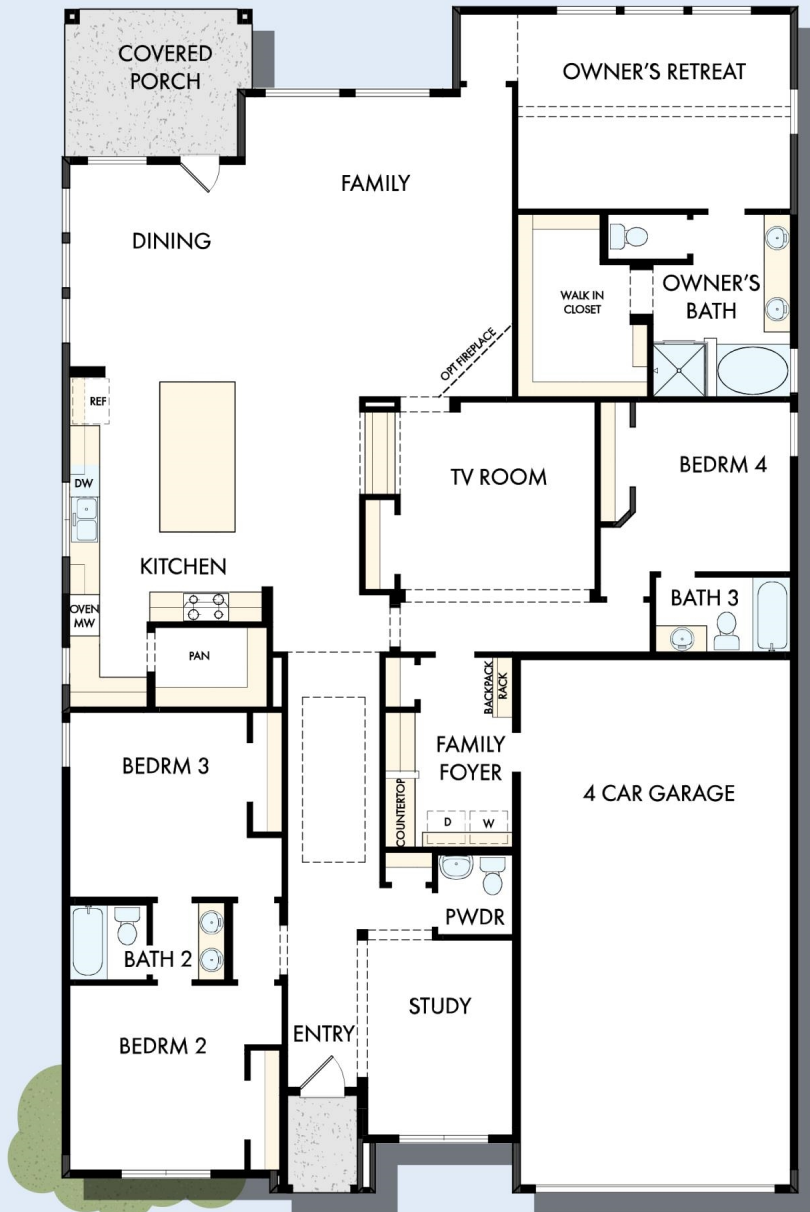 COVERED
PORCH
OWNER'S RETREAT
FAMILY
DINING
WALK IN
CLOSET
OWNER'S
BATH
OPT FIREPLACE
REF
DW
TV ROOM
BEDRM 4
KITCHEN
OVEN
MW
BATH 3
PAN
BACKPACK
RACK
FAMILY
FOYER
BEDRM 3
4 CAR GARAGE
COUNTERTOP
D
W
PWDR
BATH 2
STUDY
ENTRY
BEDRM 2